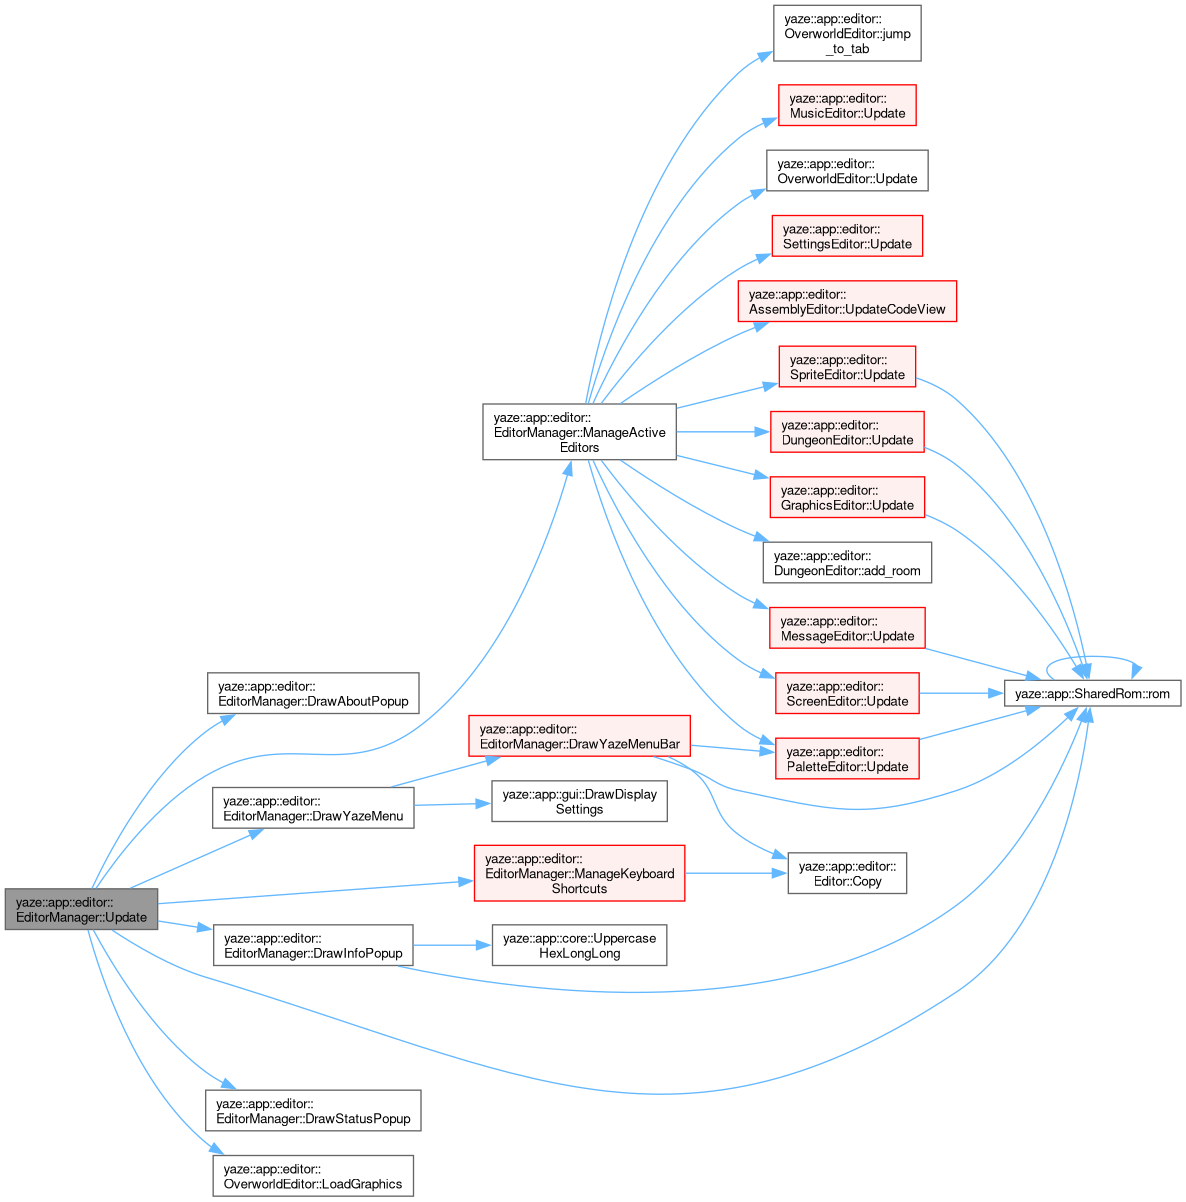 yaze::app::editor::
OverworldEditor::jump
_to_tab
yaze::app::editor::
MusicEditor::Update
yaze::app::editor::
OverworldEditor::Update
yaze::app::editor::
SettingsEditor::Update
yaze::app::editor::
AssemblyEditor::UpdateCodeView
yaze::app::editor::
SpriteEditor::Update
yaze::app::editor::
EditorManager::ManageActive
Editors
yaze::app::editor::
DungeonEditor::Update
yaze::app::editor::
GraphicsEditor::Update
yaze::app::editor::
DungeonEditor::add_room
yaze::app::editor::
MessageEditor::Update
yaze::app::editor::
EditorManager::DrawAboutPopup
yaze::app::editor::
ScreenEditor::Update
yaze::app::SharedRom::rom
yaze::app::editor::
EditorManager::DrawYazeMenuBar
yaze::app::editor::
PaletteEditor::Update
yaze::app::editor::
EditorManager::DrawYazeMenu
yaze::app::gui::DrawDisplay
Settings
yaze::app::editor::
EditorManager::ManageKeyboard
Shortcuts
yaze::app::editor::
Editor::Copy
yaze::app::editor::
EditorManager::Update
yaze::app::editor::
EditorManager::DrawInfoPopup
yaze::app::core::Uppercase
HexLongLong
yaze::app::editor::
EditorManager::DrawStatusPopup
yaze::app::editor::
OverworldEditor::LoadGraphics